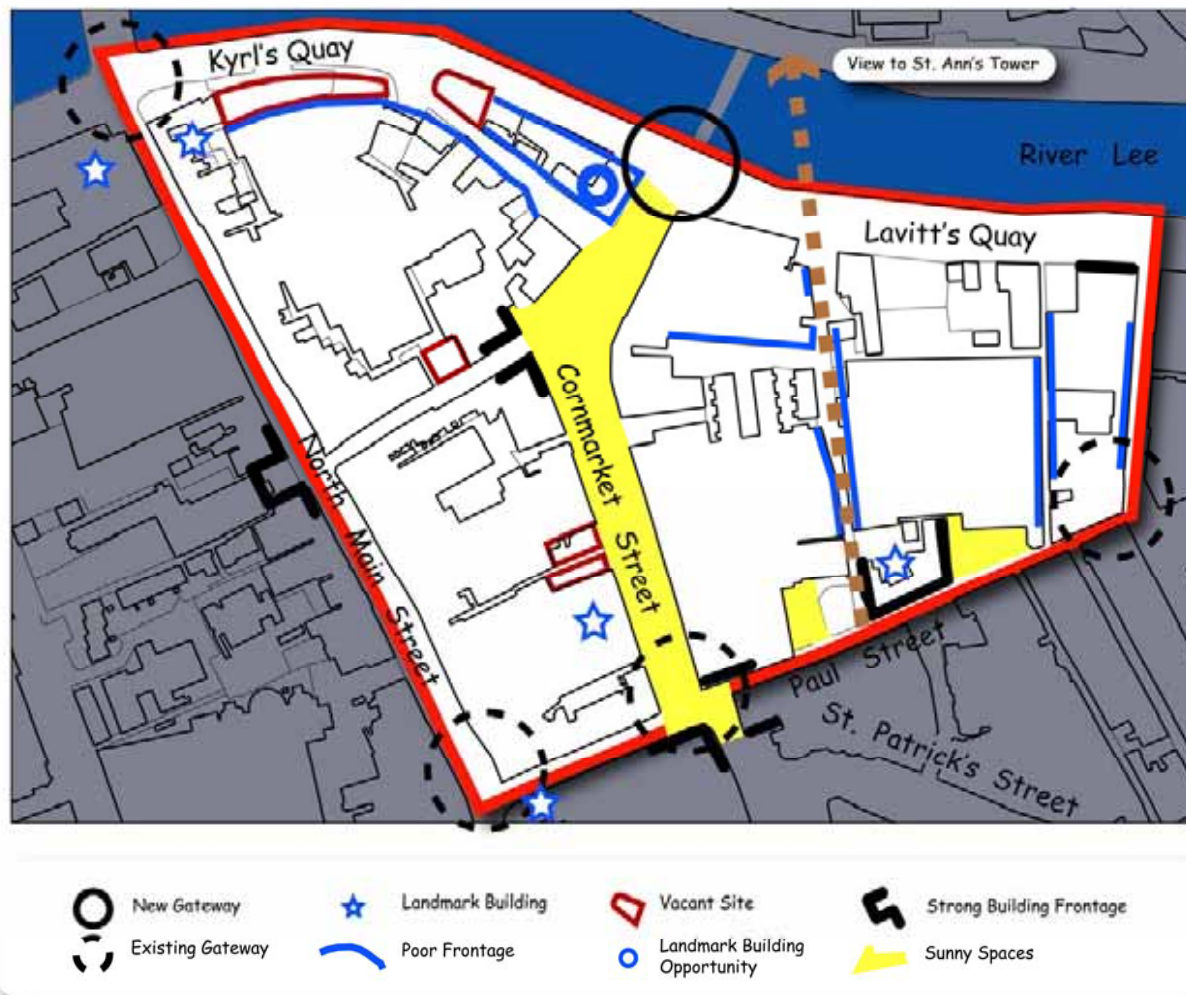 Kyrl's Quay
View to St. Ann's Tower
River Lee
Lavitt's Quay
Cornmarket Street
North Main Street
Paul Street
St. Patrick's Street
New Gateway
Landmark Building
Vacant Site
Strong Building Frontage
Existing Gateway
Poor Frontage
Landmark Building
Opportunity
Sunny Spaces